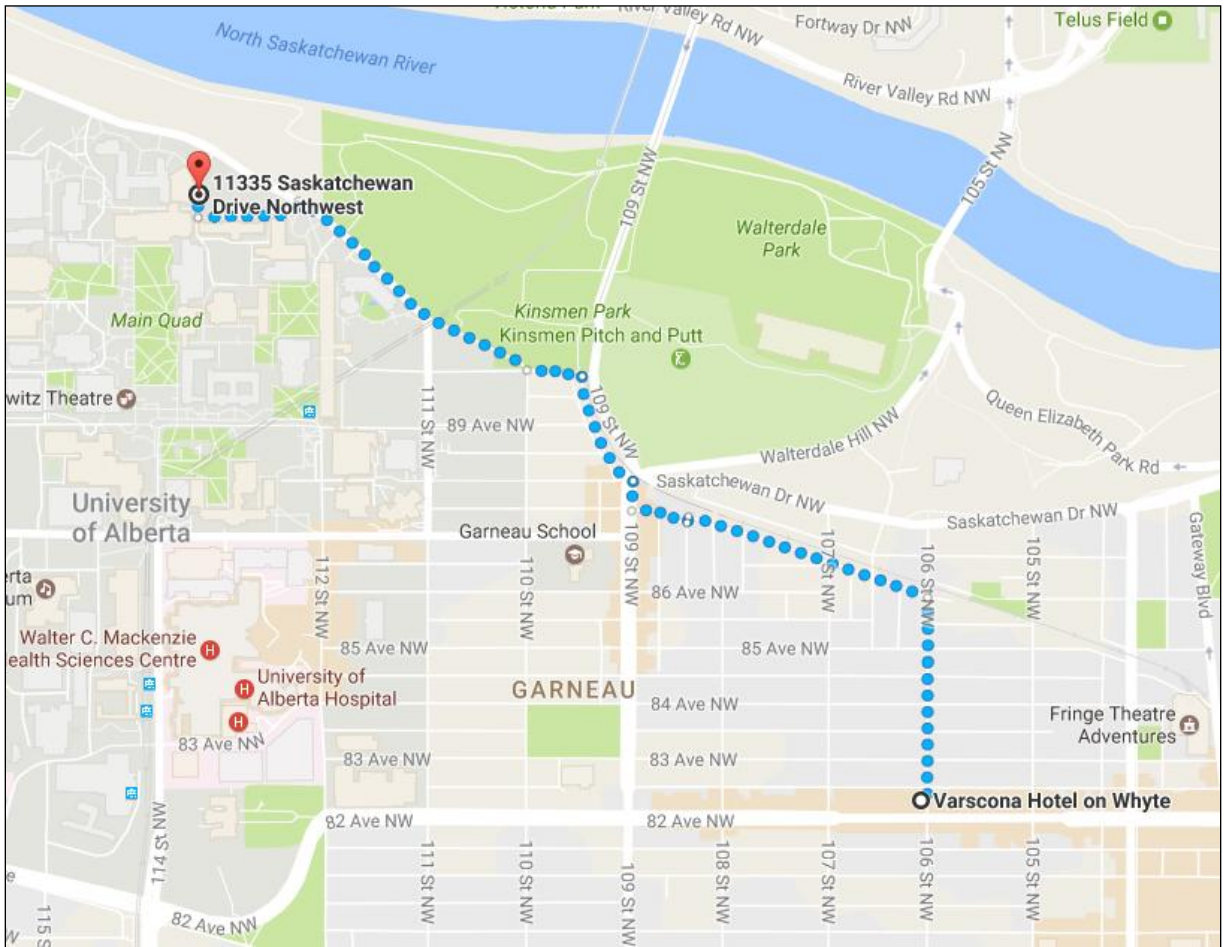 River Valley Rd NW
Fortway Dr NW
Telus Field
North Saskatchewan
River
River Valley Rd NW
109 St NW
105 St NW
11335 Saskatchewan
Drive Northwest
Walterdale
Park
Main Quad
Kinsmen Park
Kinsmen Pitch and Putt
witz Theatre
111 St NW
89 Ave NW
109 St NW
Queen Elizabeth Park Rd
Walterdale Hill NW
Saskatchewan Dr NW
Saskatchewan Dr NW
University
of Alberta
Garneau School
109 St NW
Gateway Blvd
112 St NW
110 St NW
107 St NW
106 St NW
105 St NW
86 Ave NW
erta
um
Walter C. Mackenzie
ealth Sciences Centre
H
85 Ave NW
85 Ave NW
University of
Alberta Hospital
H
H
GARNEAU
84 Ave NW
Fringe Theatre
Adventures
83 Ave NW
83 Ave NW
83 Ave NW
Varscona Hotel on Whyte
82 Ave NW
82 Ave NW
114 St NW
111 St NW
110 St NW
109 St NW
108 St NW
107 St NW
106 St NW
105 St NW
82 Ave NW